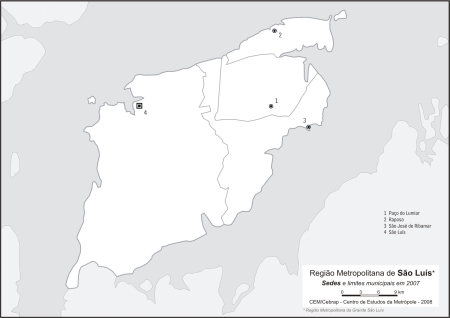 2
1
4
3
1 Paço do Lumiar
2 Raposa
3 São José de Ribamar
4 São Luís
Região Metropolitana de São Luís*
Sedes e limites municipais em 2007
0 3 6 9 km
CEM/Cebrap - Centro de Estudos da Metrópole - 2008
* Região Metropolitana da Grande São Luís